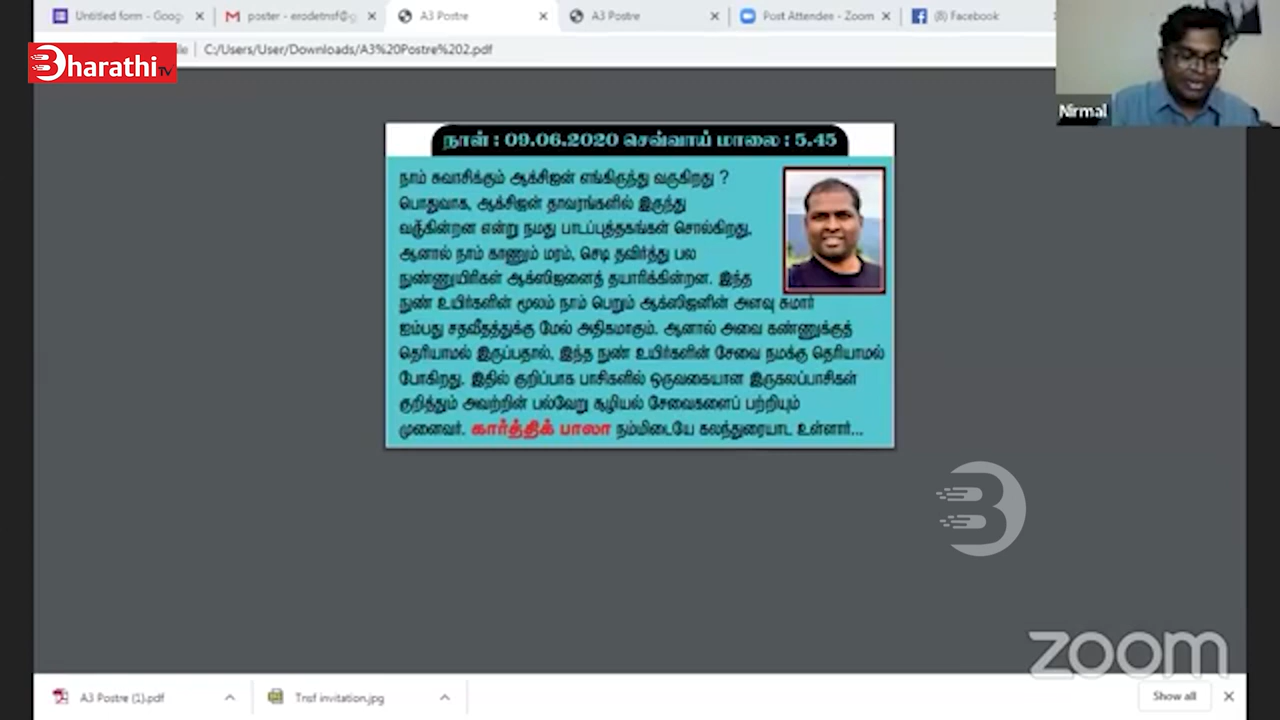 Untitled form - Goog
poster - erodetnsf@g
A3 Postre
A3 Postre
Post Attendee - Zoom
(8) Facebook
C:/Users/User/Downloads/A3%20Postre%202.pdf
Bharathi TV
Nirmal
நாள் : 09.06.2020 செவ்வாய் மாலை : 5.45
நாம் சுவாசிக்கும் ஆக்சிஜன் எங்கிருந்து வருகிறது ?
பொதுவாக, ஆக்சிஜன் தாவரங்களில் இருந்து
வருகின்றன என்று நமது பாடப்புத்தகங்கள் சொல்கிறது.
ஆனால் நாம் காணும் மரம், செடி தவிர்த்து பல
நுண்ணுயிரிகள் ஆக்ஸிஜனைத் தயாரிக்கின்றன. இந்த
நுண் உயிர்களின் மூலம் நாம் பெறும் ஆக்ஸிஜனின் அளவு சுமார்
ஐம்பது சதவீதத்துக்கு மேல் அதிகமாகும். ஆனால் அவை கண்ணுக்குத்
தெரியாமல் இருப்பதால், இந்த நுண் உயிர்களின் சேவை நமக்கு தெரியாமல்
போகிறது. இதில் குறிப்பாக பாசிகளில் ஒருவகையான இருகலப்பாசிகள்
குறித்தும் அவற்றின் பல்வேறு சூழியல் சேவைகளைப் பற்றியும்
முனைவர். கார்த்திக் பாலா நம்மிடையே கலந்துரையாட உள்ளார்...
zoom
A3 Postre (1).pdf
Tnsf invitation.jpg
Show all